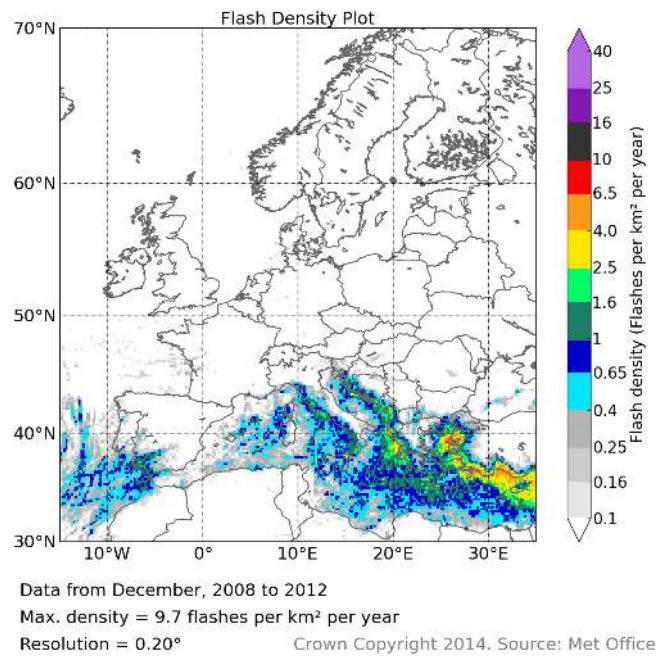 Flash Density Plot
70°N
60°N
50°N
40°N
30°N
10°W
0°
10°E
20°E
30°E
40
25
16
10
6.5
4.0
2.5
1.6
1
0.65
0.4
0.25
0.16
0.1
Flash density (Flashes per km² per year)
Data from December, 2008 to 2012
Max. density = 9.7 flashes per km² per year
Resolution = 0.20°
Crown Copyright 2014. Source: Met Office